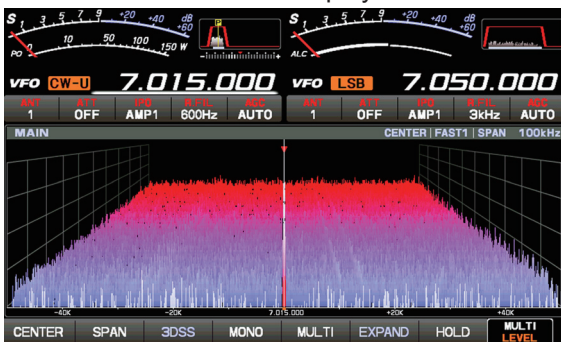 S 1 3 5 7 9 +20 +40 +60 dB
PO 0 10 50 100 150 W
S 1 3 5 7 9 +20 +40 +60 dB
ALC
VFO CW-U 7.015.000
VFO LSB 7.050.000
ANT ATT IPO R.FIL AGC
1 OFF AMP1 600Hz AUTO
ANT ATT IPO R.FIL AGC
1 OFF AMP1 3kHz AUTO
MAIN CENTER | FAST1 | SPAN 100kHz
-40K -20K 7.015.000 +20K +40K
CENTER SPAN 3DSS MONO MULTI EXPAND HOLD MULTI LEVEL